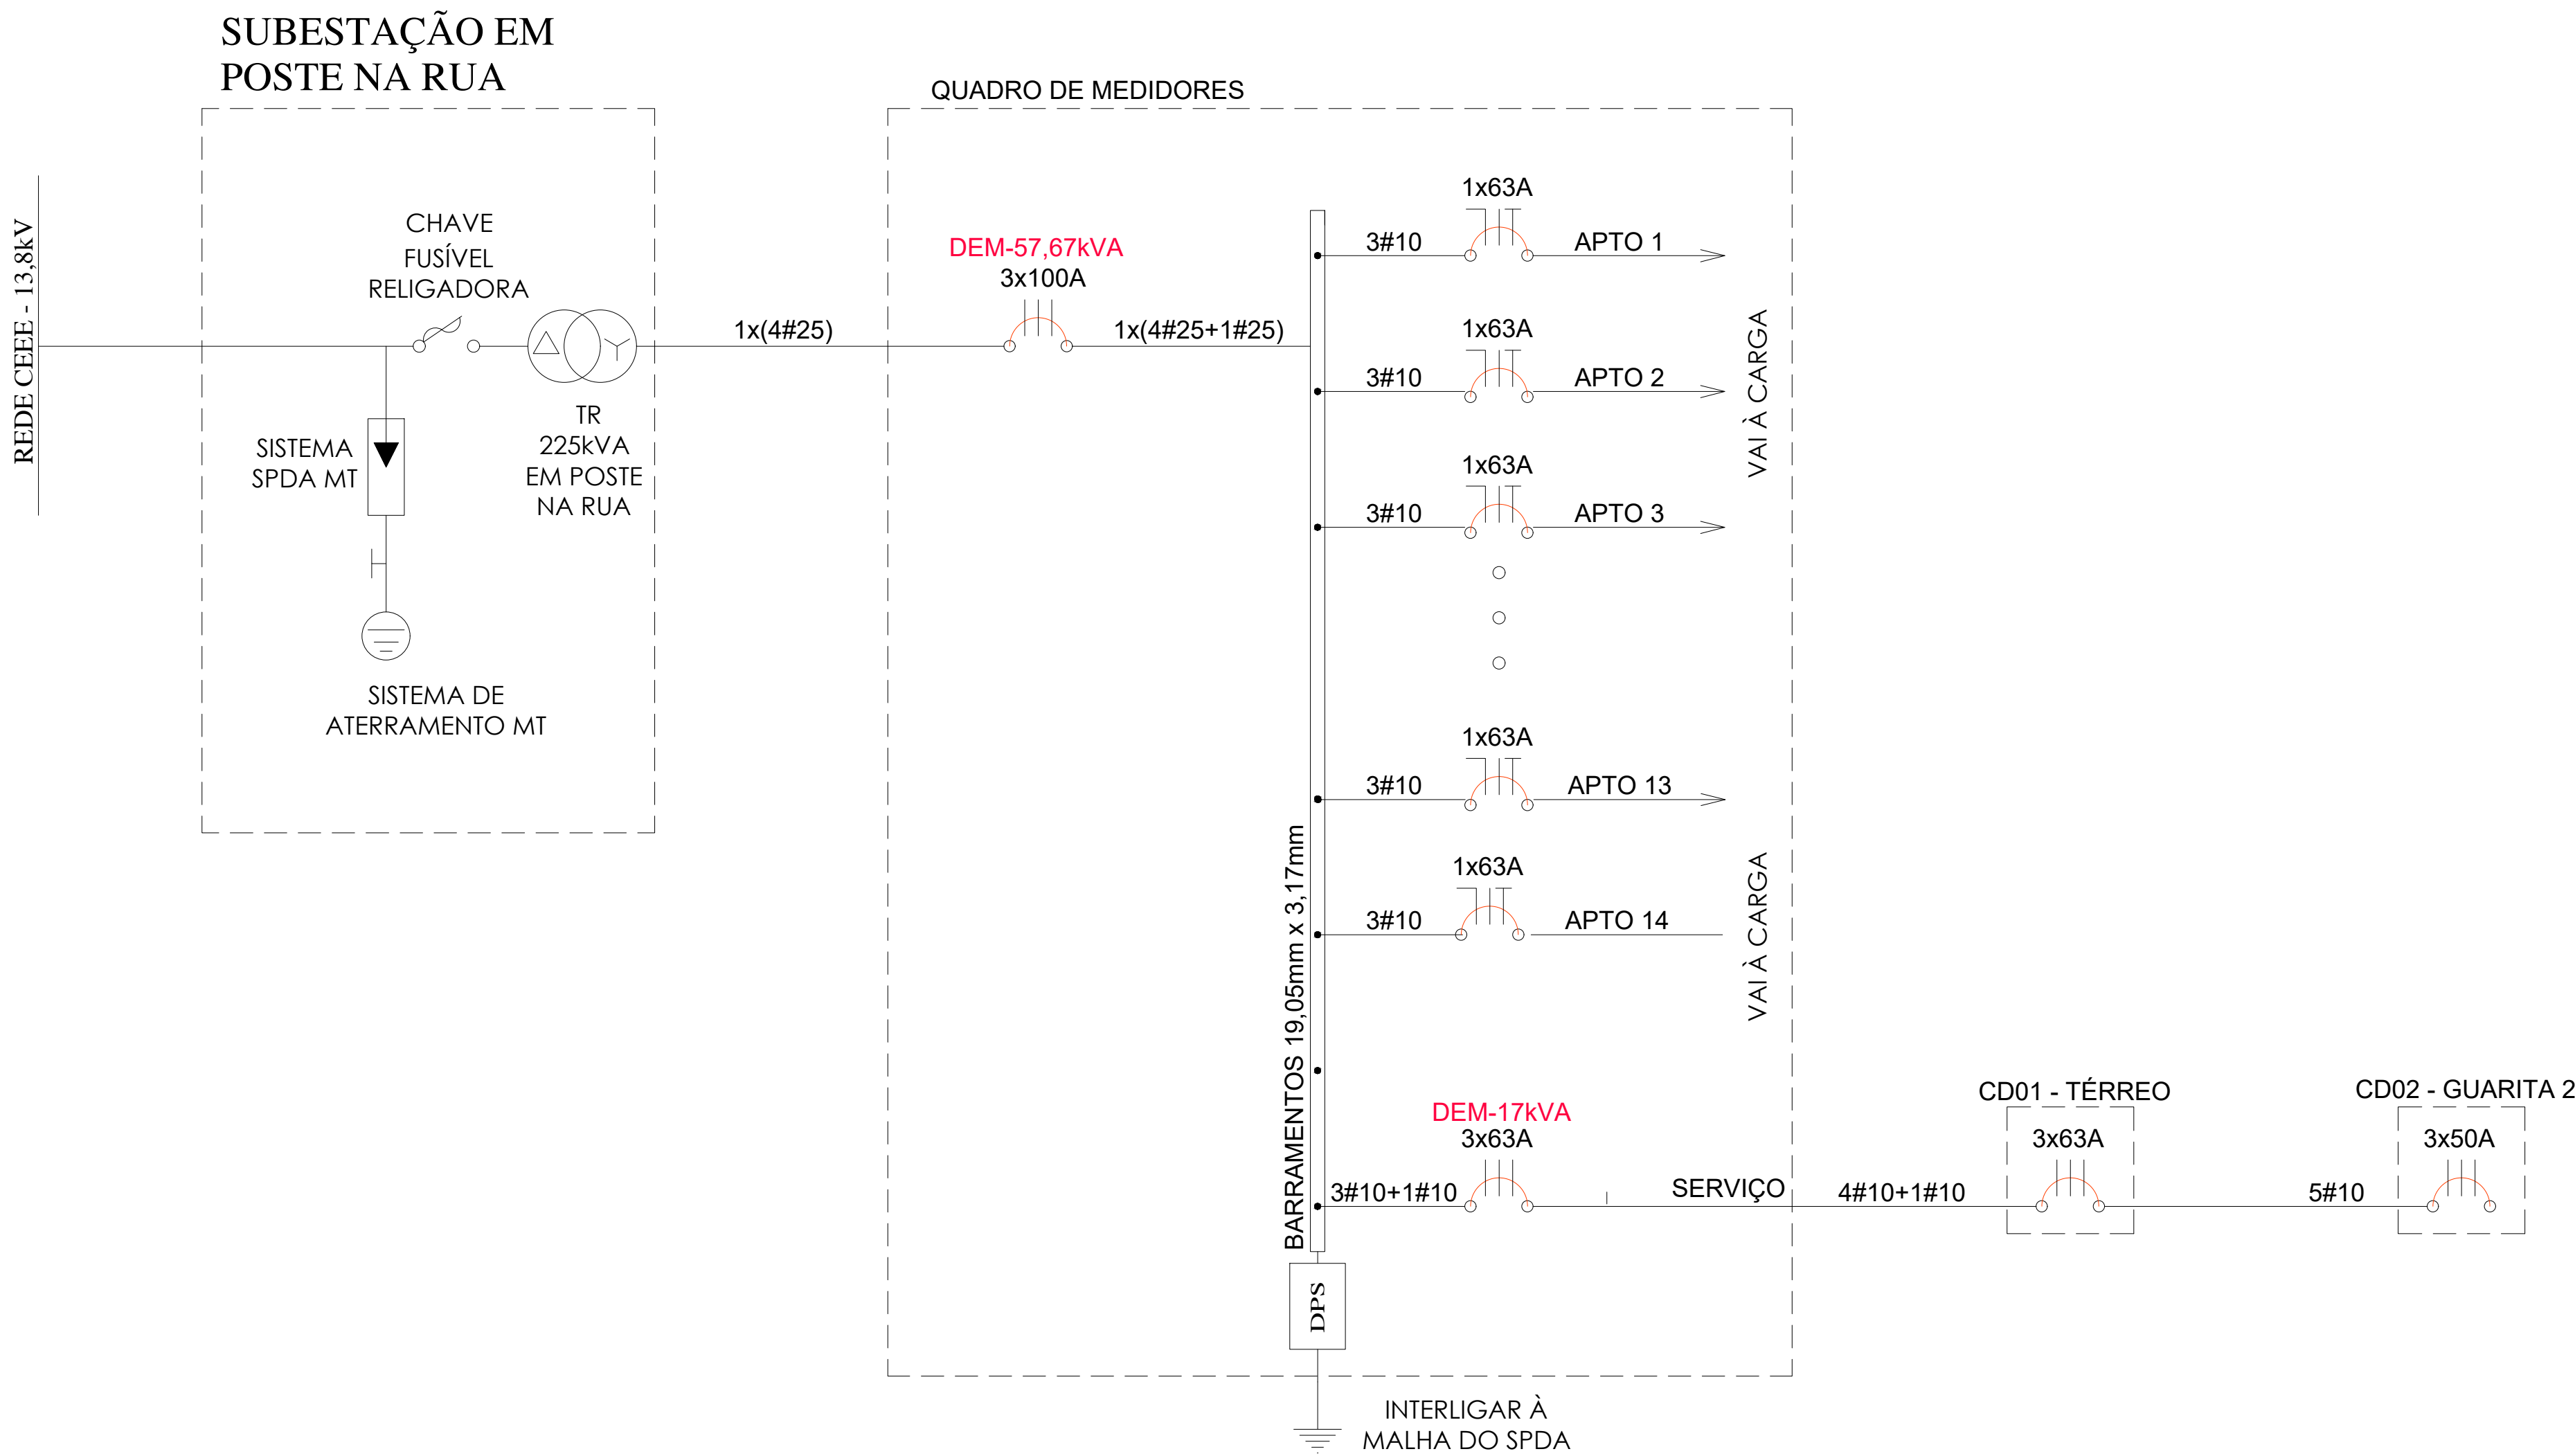 SUBESTAÇÃO EM
POSTE NA RUA
REDE CEEE - 13,8kV
CHAVE
FUSÍVEL
RELIGADORA
TR
225kVA
EM POSTE
NA RUA
SISTEMA
SPDA MT
SISTEMA DE
ATERRAMENTO MT
1x(4#25)
QUADRO DE MEDIDORES
DEM-57,67kVA
3x100A
1x(4#25+1#25)
BARRAMENTOS 19,05mm x 3,17mm
1x63A
3#10
APTO 1
1x63A
3#10
APTO 2
1x63A
3#10
APTO 3
VAI À CARGA
1x63A
3#10
APTO 13
1x63A
3#10
APTO 14
VAI À CARGA
DEM-17kVA
3x63A
3#10+1#10
SERVIÇO
4#10+1#10
CD01 - TÉRREO
3x63A
5#10
CD02 - GUARITA 2
3x50A
DPS
INTERLIGAR À
MALHA DO SPDA